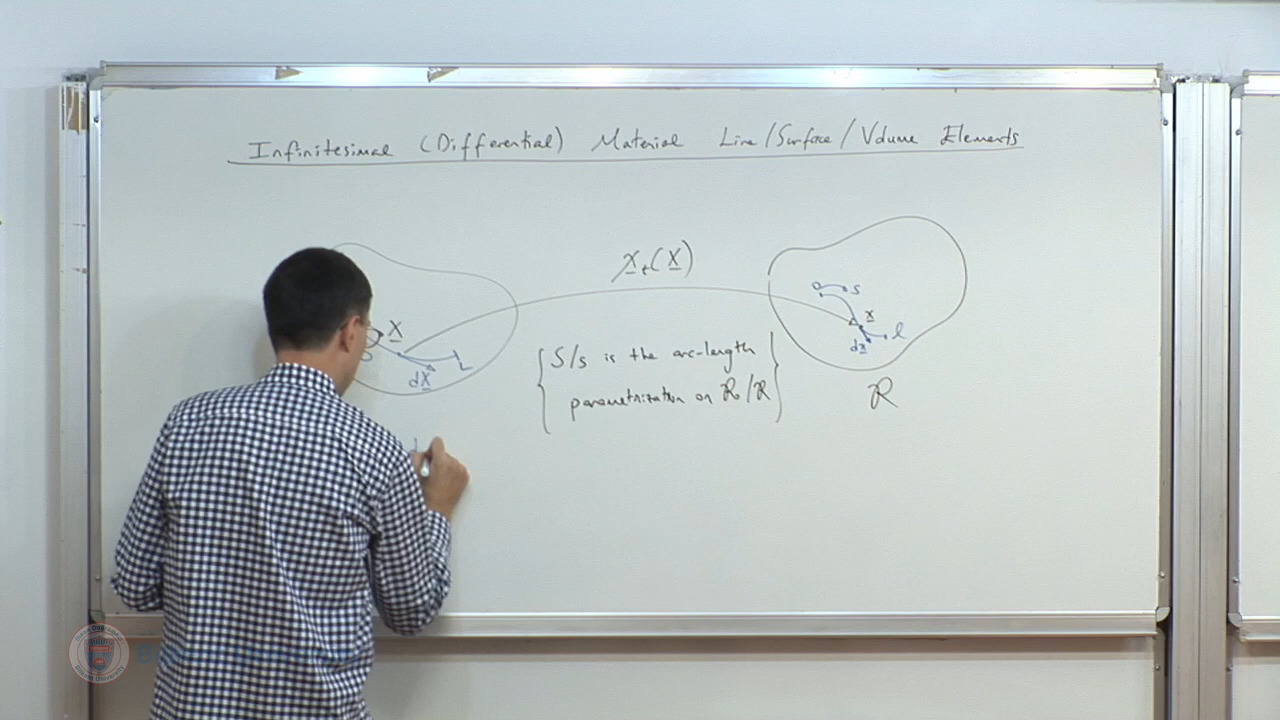 Infinitesimal (Differential) Material Line/Surface/Volume Elements
χₜ(X)
X
dX
L
S/s is the arc-length
parametrization on R/R
s
x
dx
l
R